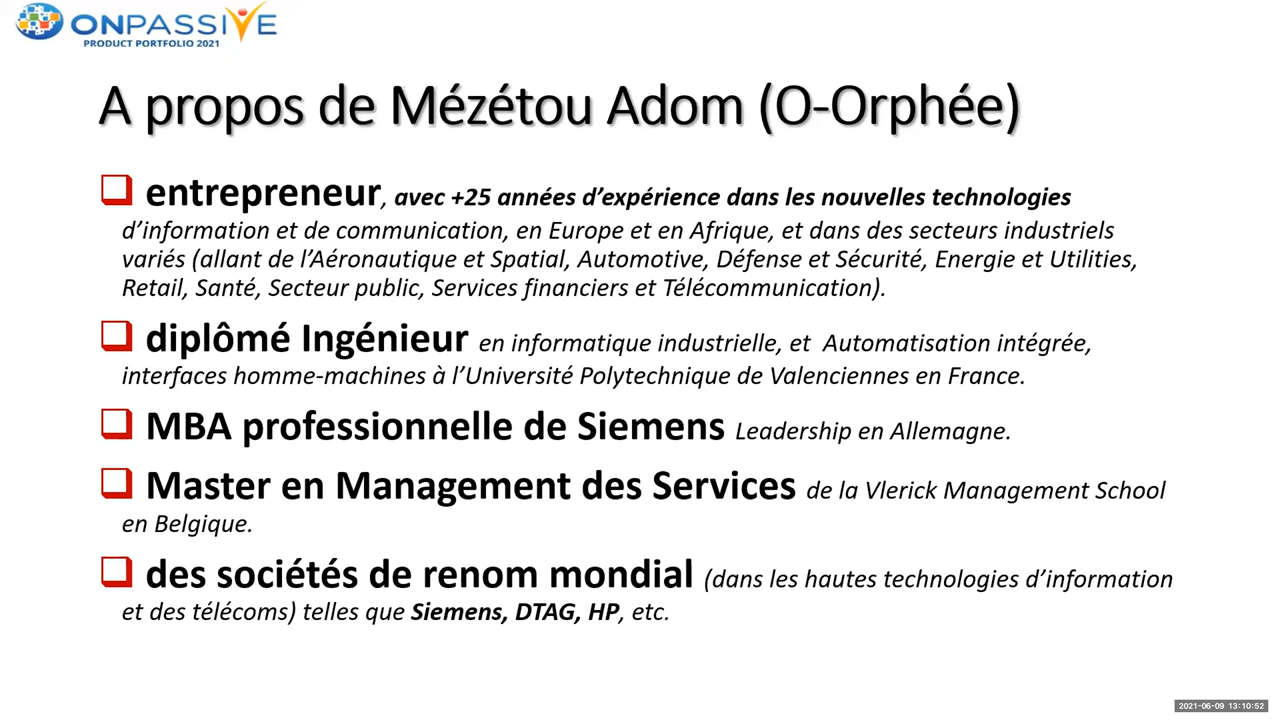 ONPASSIVE
PRODUCT PORTFOLIO 2021
A propos de Mézétou Adom (O-Orphée)
entrepreneur, avec +25 années d’expérience dans les nouvelles technologies
d’information et de communication, en Europe et en Afrique, et dans des secteurs industriels
variés (allant de l’Aéronautique et Spatial, Automotive, Défense et Sécurité, Energie et Utilities,
Retail, Santé, Secteur public, Services financiers et Télécommunication).
diplômé Ingénieur en informatique industrielle, et Automatisation intégrée,
interfaces homme-machines à l’Université Polytechnique de Valenciennes en France.
MBA professionnelle de Siemens Leadership en Allemagne.
Master en Management des Services de la Vlerick Management School
en Belgique.
des sociétés de renom mondial (dans les hautes technologies d’information
et des télécoms) telles que Siemens, DTAG, HP, etc.
2021-06-09 13:10:52